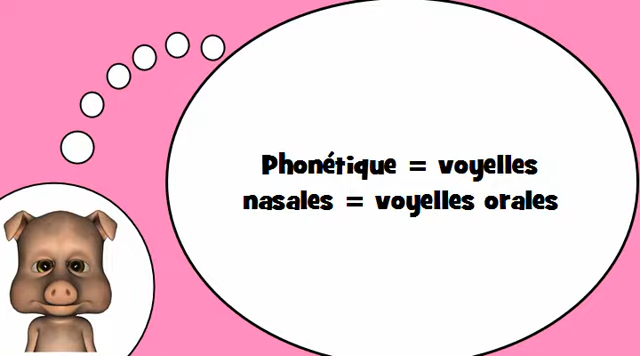 Phonétique = voyelles
nasales = voyelles orales